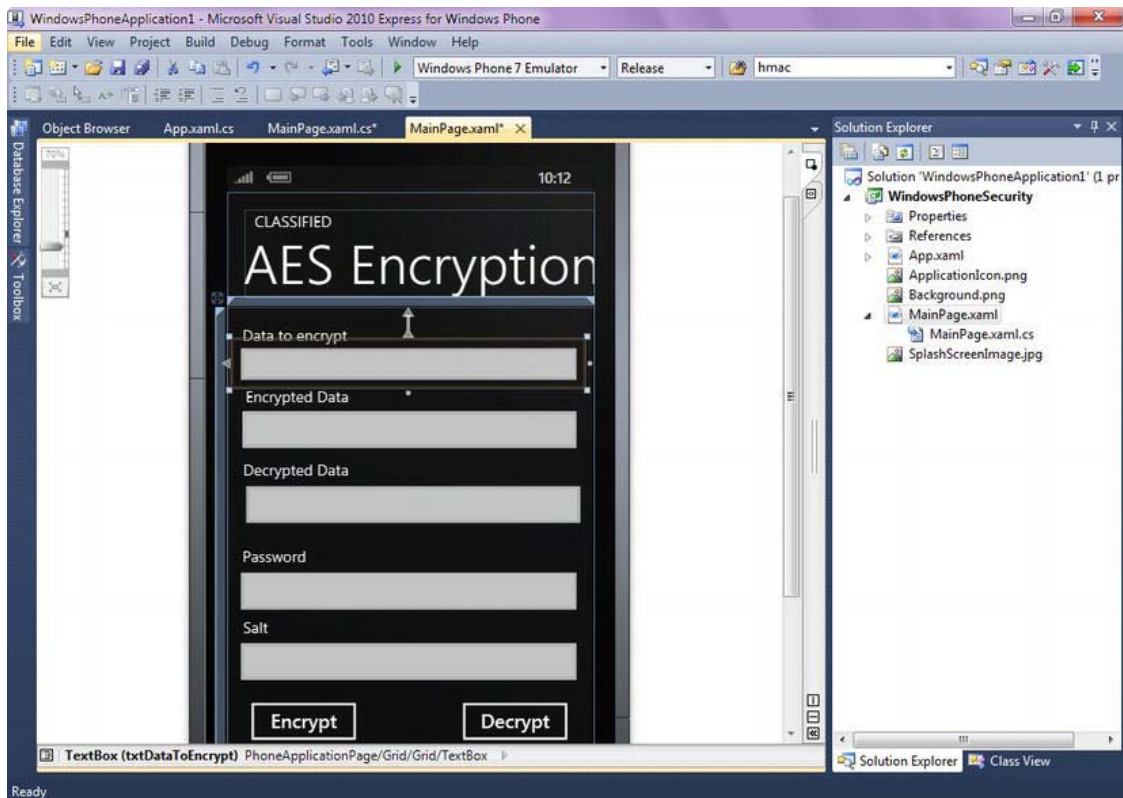 WindowsPhoneApplication1 - Microsoft Visual Studio 2010 Express for Windows Phone
File Edit View Project Build Debug Format Tools Window Help
Windows Phone 7 Emulator Release hmac
Object Browser App.xaml.cs MainPage.xaml.cs* MainPage.xaml*
Database Explorer
Toolbox
70%
10:12
CLASSIFIED
AES Encryption
Data to encrypt
Encrypted Data
Decrypted Data
Password
Salt
Encrypt Decrypt
TextBox (txtDataToEncrypt) PhoneApplicationPage/Grid/Grid/TextBox
Solution Explorer
Solution 'WindowsPhoneApplication1' (1 pr
WindowsPhoneSecurity
Properties
References
App.xaml
ApplicationIcon.png
Background.png
MainPage.xaml
MainPage.xaml.cs
SplashScreenImage.jpg
Solution Explorer Class View
Ready